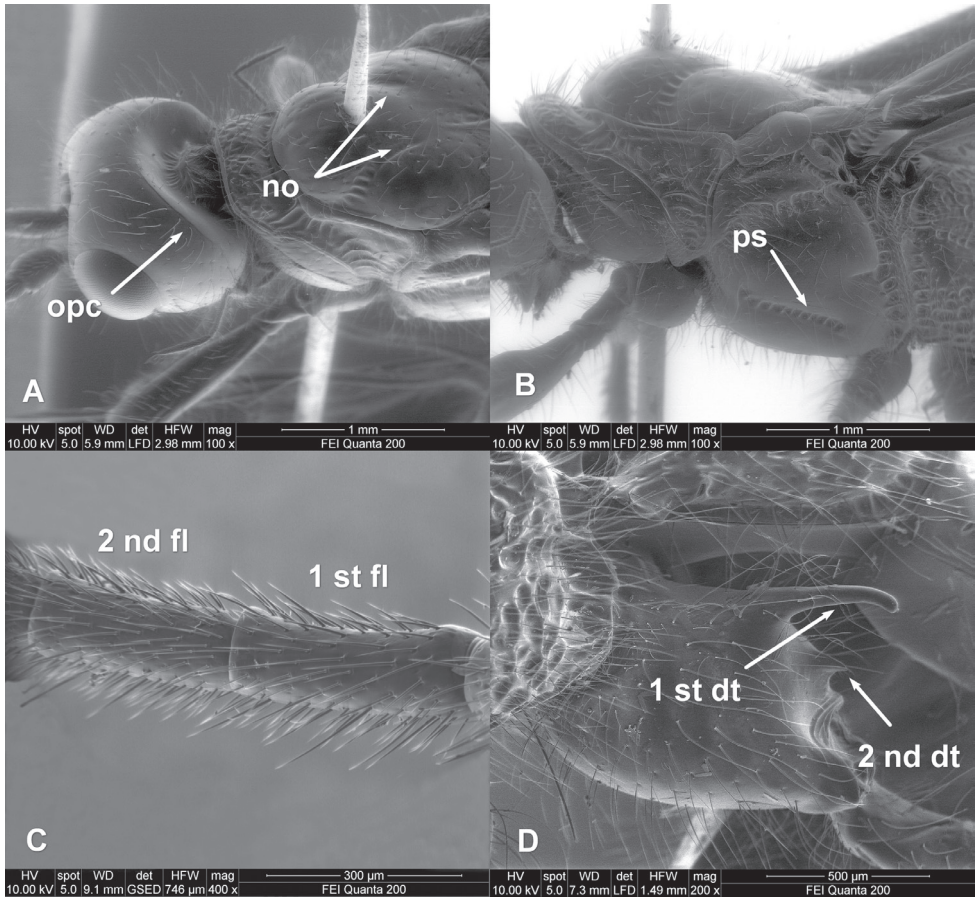 no
opc
A
HV spot WD det HFW mag 1 mm
10.00 kV 5.0 5.9 mm LFD 2.98 mm 100 x FEI Quanta 200
ps
B
HV spot WD det HFW mag 1 mm
10.00 kV 5.0 5.9 mm LFD 2.98 mm 100 x FEI Quanta 200
2 nd fl
1 st fl
C
HV spot WD det HFW mag 300 µm
10.00 kV 5.0 9.1 mm GSED 746 µm 400 x FEI Quanta 200
1 st dt
2 nd dt
D
HV spot WD det HFW mag 500 µm
10.00 kV 5.0 7.3 mm LFD 1.49 mm 200 x FEI Quanta 200